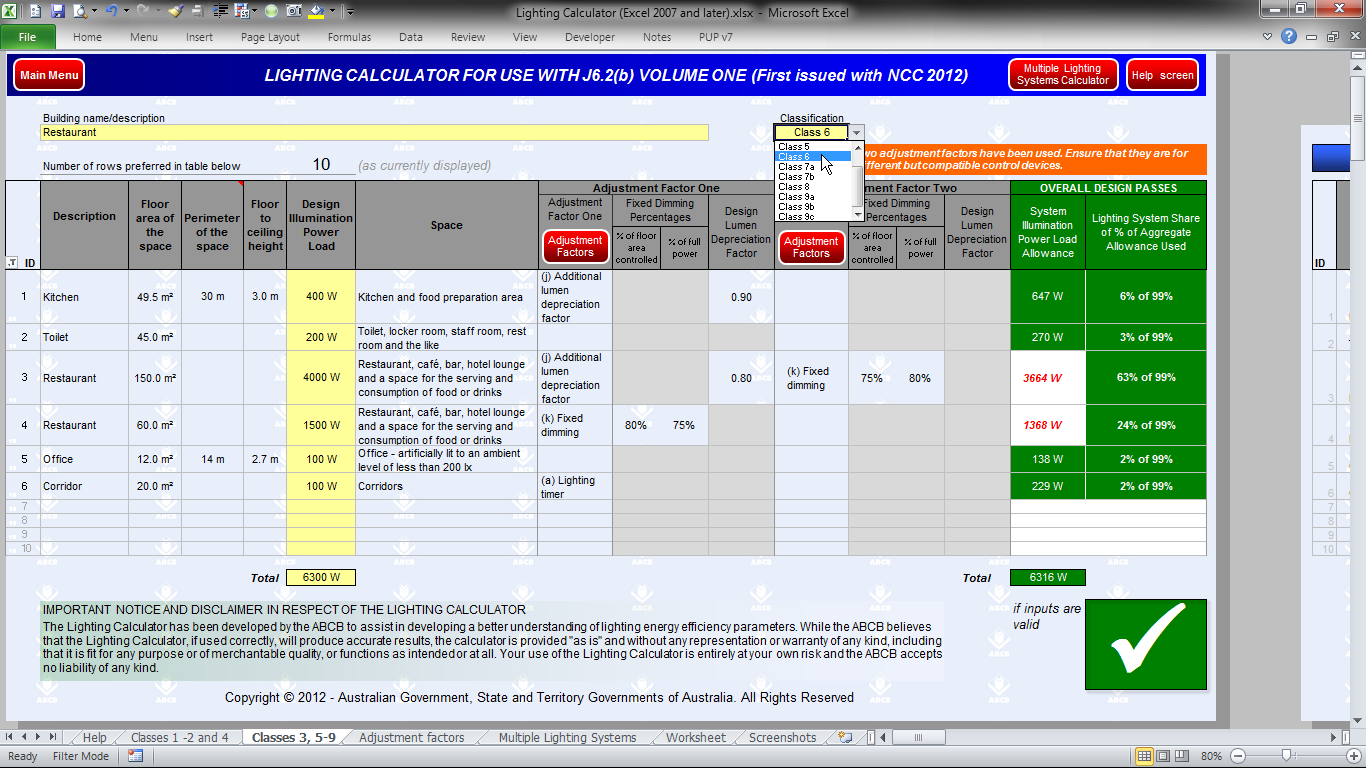 Lighting Calculator (Excel 2007 and later).xlsx - Microsoft Excel
File Home Menu Insert Page Layout Formulas Data Review View Developer Notes PUP v7
Main Menu
LIGHTING CALCULATOR FOR USE WITH J6.2(b) VOLUME ONE (First issued with NCC 2012)
Multiple Lighting
Systems Calculator
Help screen
Building name/description
Classification
Restaurant
Class 6
Class 5
Class 6
Class 7a
Class 7b
Class 8
Class 9a
Class 9b
Class 9c
Number of rows preferred in table below 10 (as currently displayed)
wo adjustment factors have been used. Ensure that they are for
fferent but compatible control devices.
ID
Description
Floor
area of
the
space
Perimeter
of the
space
Floor
to
ceiling
height
Design
Illumination
Power
Load
Space
Adjustment Factor One
Adjustment
Factor One
Adjustment
Factors
Fixed Dimming
Percentages
% of floor
area
controlled
% of full
power
Design
Lumen
Depreciation
Factor
ment Factor Two
Adjustment
Factors
Fixed Dimming
Percentages
% of floor
area
controlled
% of full
power
Design
Lumen
Depreciation
Factor
OVERALL DESIGN PASSES
System
Illumination
Power Load
Allowance
Lighting System Share
of % of Aggregate
Allowance Used
ID
1 Kitchen 49.5 m² 30 m 3.0 m 400 W Kitchen and food preparation area
(j) Additional
lumen
depreciation
factor
0.90 647 W 6% of 99%
1
2 Toilet 45.0 m² 200 W
Toilet, locker room, staff room, rest
room and the like
270 W 3% of 99%
2
3 Restaurant 150.0 m² 4000 W
Restaurant, café, bar, hotel lounge
and a space for the serving and
consumption of food or drinks
(j) Additional
lumen
depreciation
factor
0.80
(k) Fixed
dimming
75% 80% 3664 W 63% of 99%
3
4 Restaurant 60.0 m² 1500 W
Restaurant, café, bar, hotel lounge
and a space for the serving and
consumption of food or drinks
(k) Fixed
dimming
80% 75% 1368 W 24% of 99%
4
5 Office 12.0 m² 14 m 2.7 m 100 W
Office - artificially lit to an ambient
level of less than 200 lx
138 W 2% of 99%
5
6 Corridor 20.0 m² 100 W Corridors
(a) Lighting
timer
229 W 2% of 99%
6
7 7
8 8
9 9
10 10
Total 6300 W Total 6316 W
IMPORTANT NOTICE AND DISCLAIMER IN RESPECT OF THE LIGHTING CALCULATOR
The Lighting Calculator has been developed by the ABCB to assist in developing a better understanding of lighting energy efficiency parameters. While the ABCB believes
that the Lighting Calculator, if used correctly, will produce accurate results, the calculator is provided "as is" and without any representation or warranty of any kind, including
that it is fit for any purpose or of merchantable quality, or functions as intended or at all. Your use of the Lighting Calculator is entirely at your own risk and the ABCB accepts
no liability of any kind.
if inputs are
valid
Copyright © 2012 - Australian Government, State and Territory Governments of Australia. All Rights Reserved
Help Classes 1 -2 and 4 Classes 3, 5-9 Adjustment factors Multiple Lighting Systems Worksheet Screenshots
Ready Filter Mode 80%